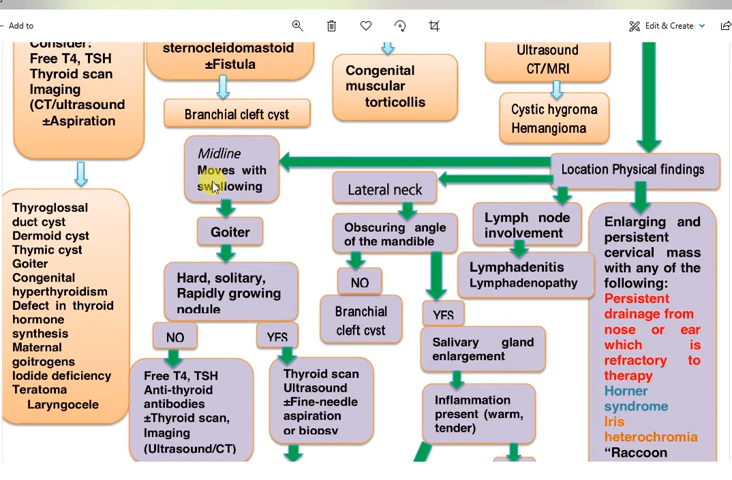 Add to
Edit & Create
Consider:
Free T4, TSH
Thyroid scan
Imaging
(CT/ultrasound
±Aspiration
sternocleidomastoid
±Fistula
Branchial cleft cyst
Congenital
muscular
torticollis
Ultrasound
CT/MRI
Cystic hygroma
Hemangioma
Midline
Moves with
swallowing
Location Physical findings
Lateral neck
Thyroglossal
duct cyst
Dermoid cyst
Thymic cyst
Goiter
Congenital
hyperthyroidism
Defect in thyroid
hormone
synthesis
Maternal
goitrogens
Iodide deficiency
Teratoma
Laryngocele
Goiter
Hard, solitary,
Rapidly growing
nodule
NO
YES
Free T4, TSH
Anti-thyroid
antibodies
±Thyroid scan,
Imaging
(Ultrasound/CT)
Thyroid scan
Ultrasound
±Fine-needle
aspiration
or biopsy
Obscuring angle
of the mandible
NO
Branchial
cleft cyst
YES
Salivary gland
enlargement
Inflammation
present (warm,
tender)
Lymph node
involvement
Lymphadenitis
Lymphadenopathy
Enlarging and
persistent
cervical mass
with any of the
following:
Persistent
drainage from
nose or ear
which is
refractory to
therapy
Horner
syndrome
Iris
heterochromia
“Raccoon